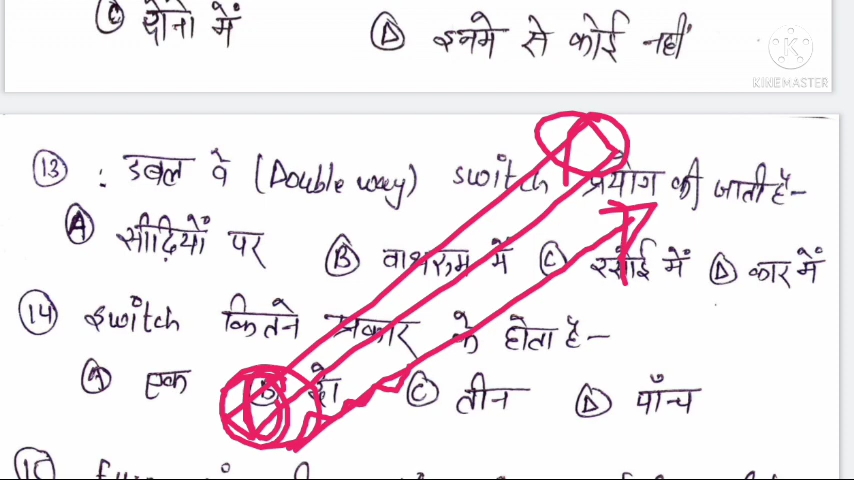 Ⓒ दोनो में Ⓓ इनमे से कोई नहीं
KINEMASTER
⑬ : डबल वे (Double way) switch प्रयोग की जाती है-
Ⓐ सीढ़ियों पर Ⓑ बाथरूम में Ⓒ रसोई में Ⓓ कार में
⑭ switch कितने प्रकार के होता है-
Ⓐ एक Ⓑ दो Ⓒ तीन Ⓓ पाँच